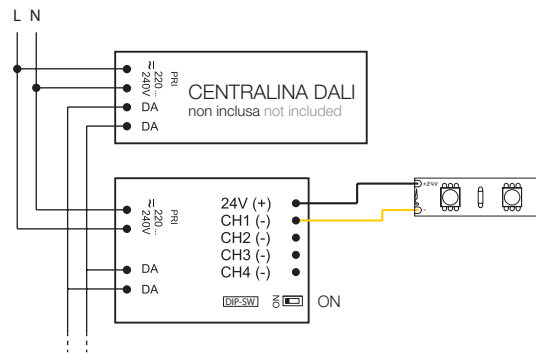 L N
≂ 220... 240V
PRI
CENTRALINA DALI
non inclusa not included
DA
DA
≂ 220... 240V
PRI
24V (+)
CH1 (-)
CH2 (-)
CH3 (-)
CH4 (-)
DA
DA
DIP-SW
NO
ON
+24V
-